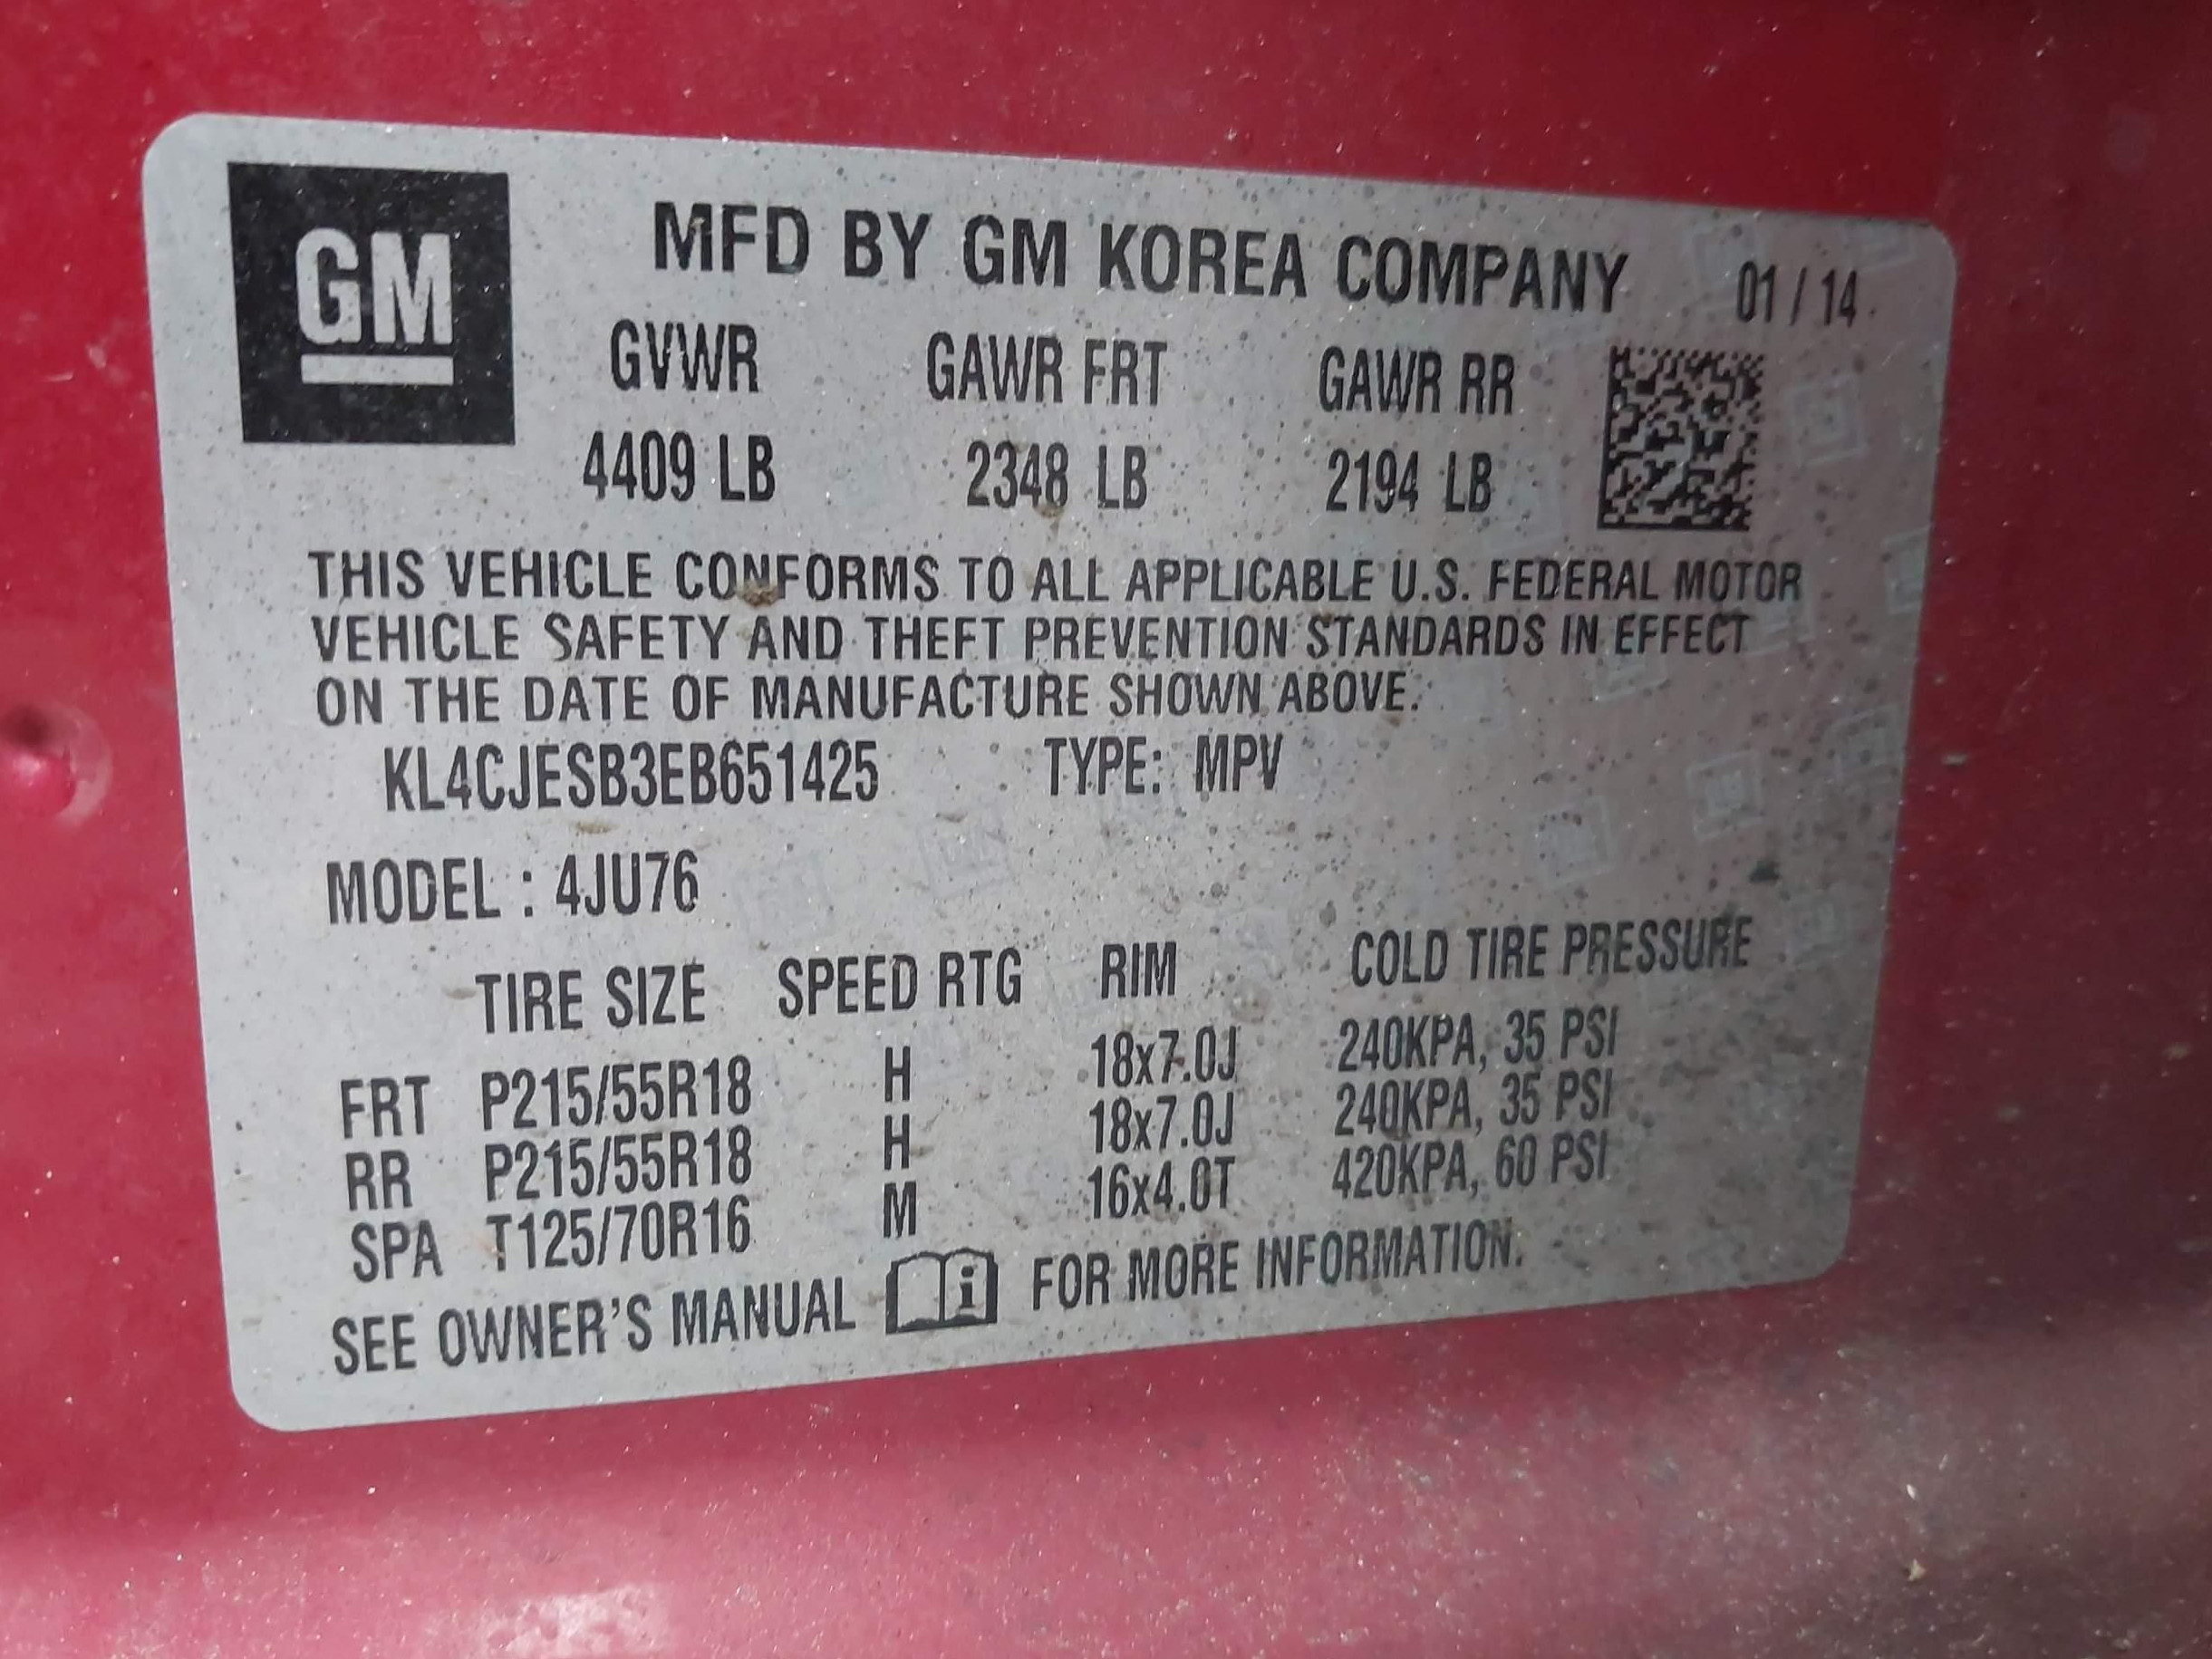 GM
MFD BY GM KOREA COMPANY 01 / 14
GVWR GAWR FRT GAWR RR
4409 LB 2348 LB 2194 LB
THIS VEHICLE CONFORMS TO ALL APPLICABLE U.S. FEDERAL MOTOR
VEHICLE SAFETY AND THEFT PREVENTION STANDARDS IN EFFECT
ON THE DATE OF MANUFACTURE SHOWN ABOVE.
KL4CJESB3EB651425 TYPE: MPV
MODEL : 4JU76
TIRE SIZE SPEED RTG RIM COLD TIRE PRESSURE
FRT P215/55R18 H 18x7.0J 240KPA, 35 PSI
RR P215/55R18 H 18x7.0J 240KPA, 35 PSI
SPA T125/70R16 M 16x4.0T 420KPA, 60 PSI
SEE OWNER'S MANUAL i FOR MORE INFORMATION.